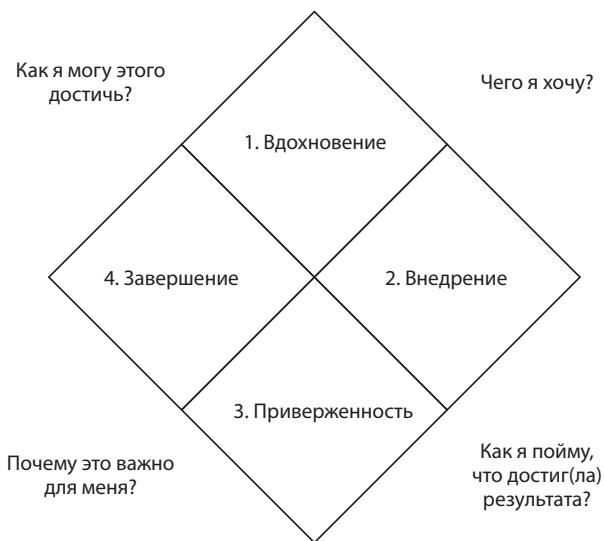 Как я могу этого
достичь?
Чего я хочу?
1. Вдохновение
4. Завершение
2. Внедрение
3. Приверженность
Почему это важно
для меня?
Как я пойму,
что достиг(ла)
результата?